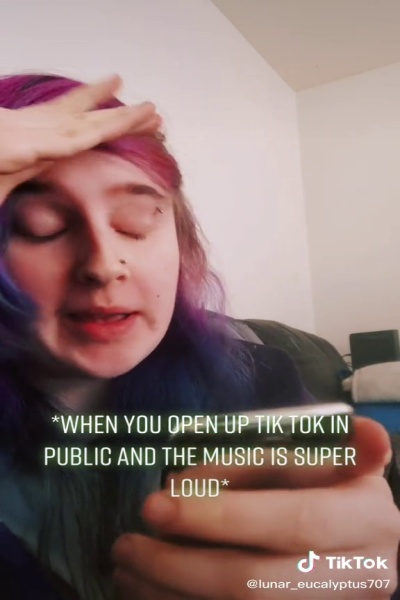 *WHEN YOU OPEN UP TIK TOK IN
PUBLIC AND THE MUSIC IS SUPER
LOUD*
TikTok
@lunar_eucalyptus707